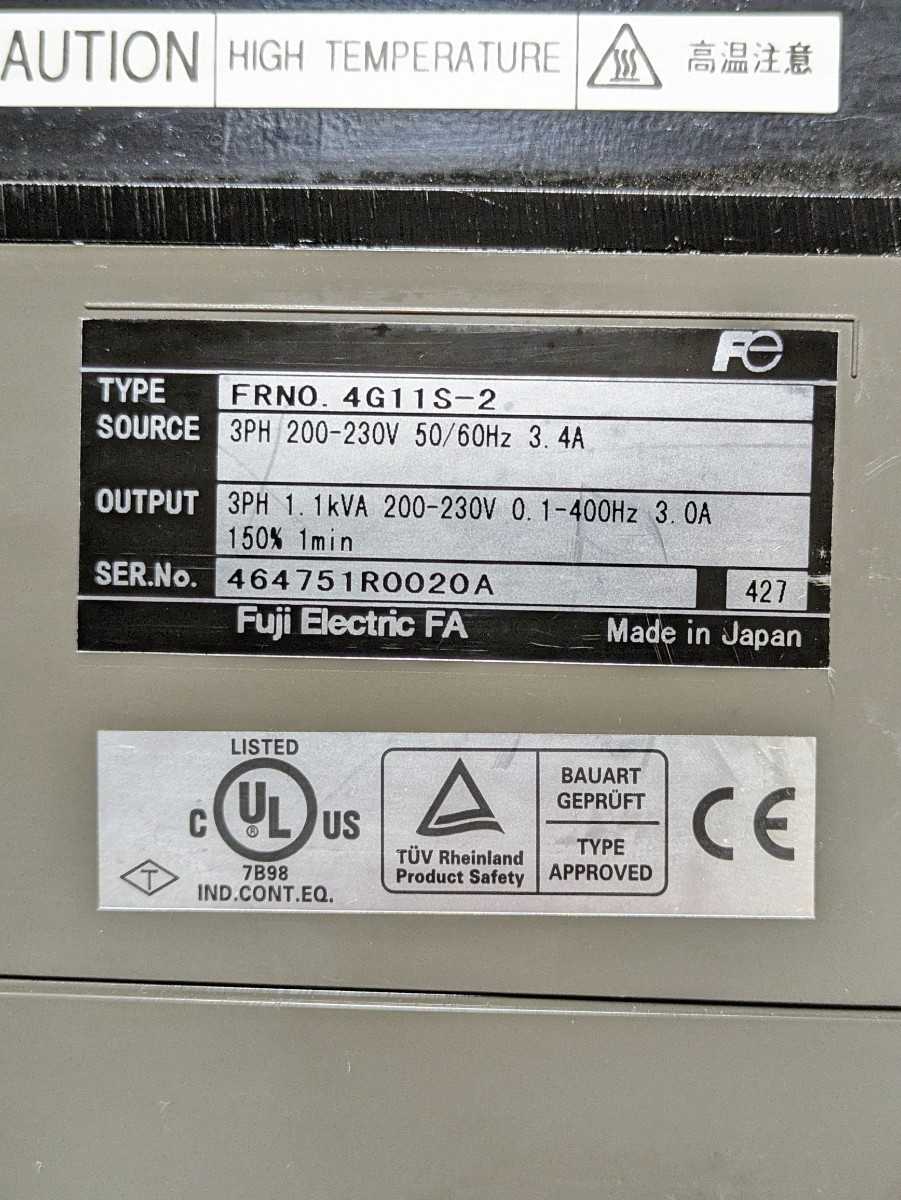 AUTION HIGH TEMPERATURE 高温注意
Fe
TYPE FRN0. 4G11S-2
SOURCE 3PH 200-230V 50/60Hz 3. 4A
OUTPUT 3PH 1. 1kVA 200-230V 0. 1-400Hz 3. 0A
150% 1min
SER.No. 464751R0020A 427
Fuji Electric FA Made in Japan
LISTED
C UL ® US
7B98
IND.CONT.EQ.
T
TÜV Rheinland
Product Safety
BAUART
GEPRÜFT
TYPE
APPROVED
CE